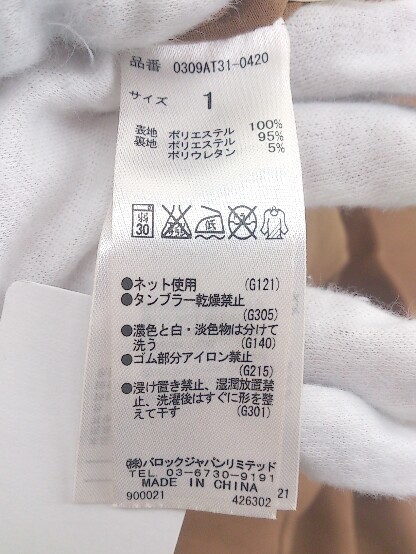 品番 0309AT31-0420
サイズ 1
表地 ポリエステル 100%
裏地 ポリエステル 95%
ポリウレタン 5%
弱
30
低
●ネット使用 (G121)
●タンブラー乾燥禁止
(G305)
●濃色と白・淡色物は分けて
洗う (G140)
●ゴム部分アイロン禁止
(G215)
●浸け置き禁止、湿潤放置禁
止、洗濯後はすぐに形を整
えて干す (G301)
㈱バロックジャパンリミテッド
TEL 03-6730-9191
MADE IN CHINA
900021 426302 21